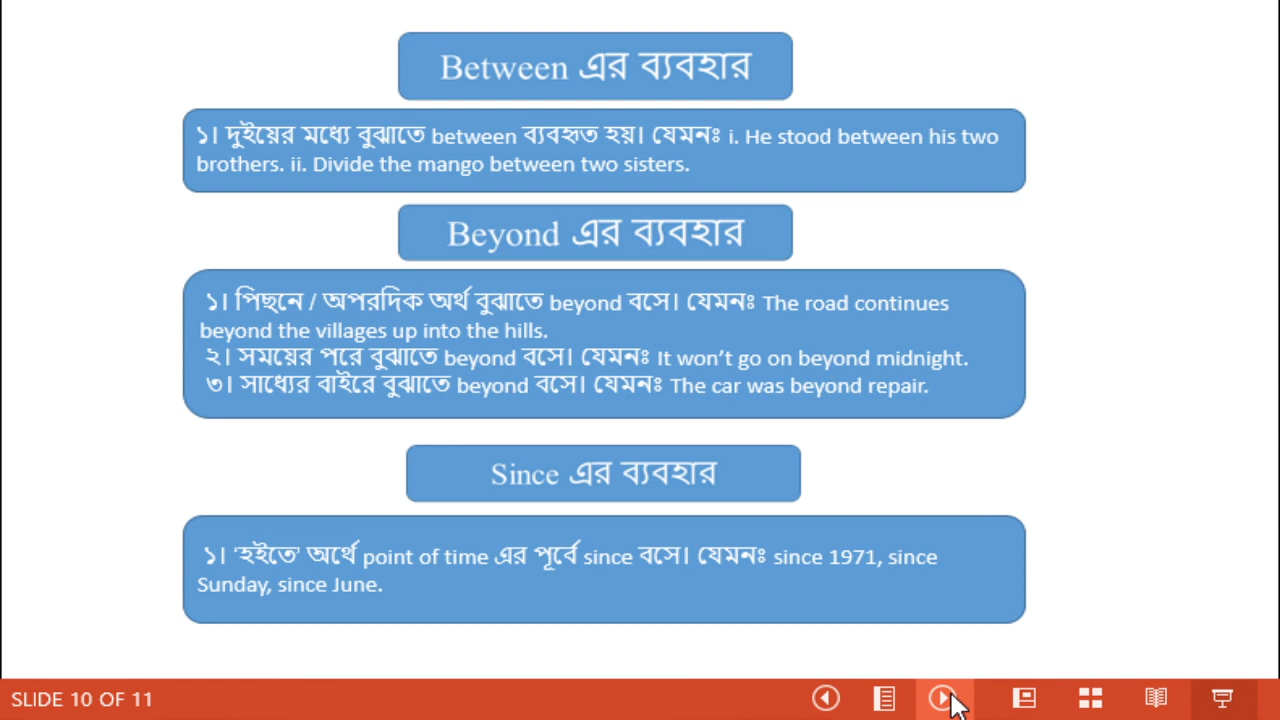 Between এর ব্যবহার
১। দুইয়ের মধ্যে বুঝাতে between ব্যবহৃত হয়। যেমনঃ i. He stood between his two
brothers. ii. Divide the mango between two sisters.
Beyond এর ব্যবহার
১। পিছনে / অপরদিক অর্থ বুঝাতে beyond বসে। যেমনঃ The road continues
beyond the villages up into the hills.
২। সময়ের পরে বুঝাতে beyond বসে। যেমনঃ It won’t go on beyond midnight.
৩। সাধ্যের বাইরে বুঝাতে beyond বসে। যেমনঃ The car was beyond repair.
Since এর ব্যবহার
১। ‘হইতে’ অর্থে point of time এর পূর্বে since বসে। যেমনঃ since 1971, since
Sunday, since June.
SLIDE 10 OF 11